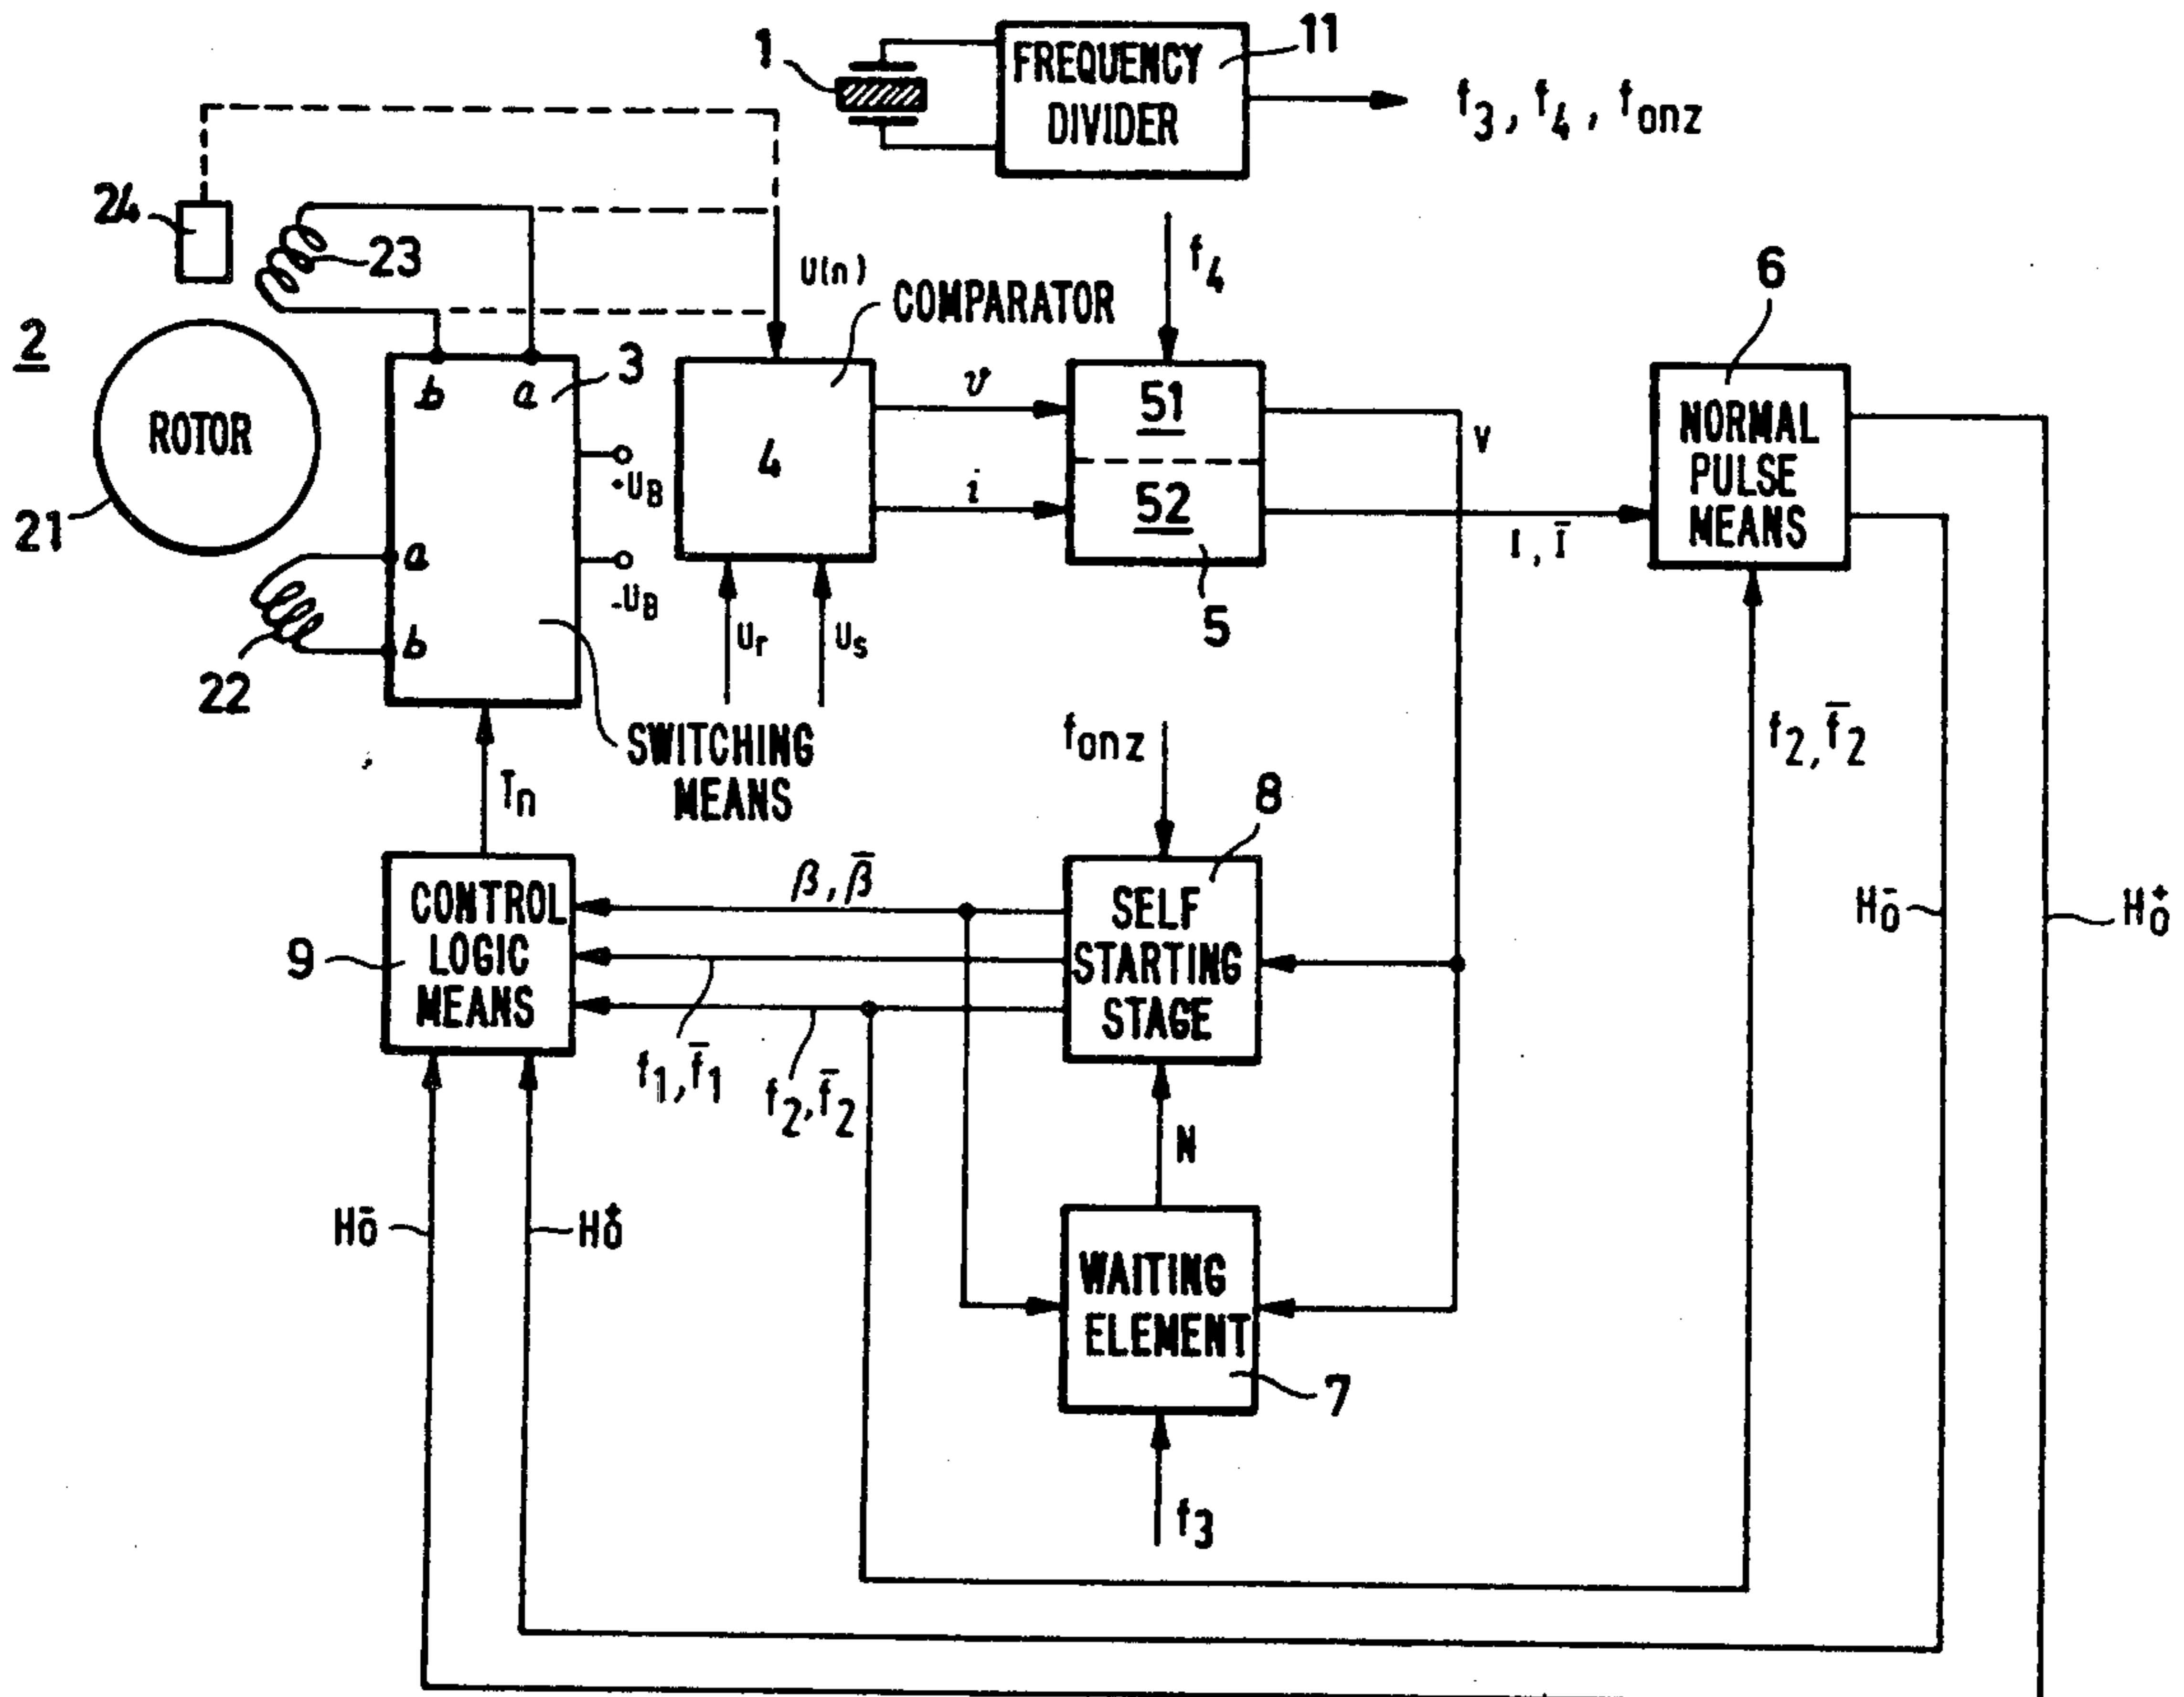 1
FREQUENCY
DIVIDER
11
f3, f4, fonz
24
23
U(n)
COMPARATOR
f4
6
2
ROTOR
21
b a
3
+UB
-UB
a
b
22
4
v
i
51
52
5
V
I, Ī
NORMAL
PULSE
MEANS
Ur
Us
SWITCHING
MEANS
Tn
fonz
8
f2, f̄2
CONTROL
LOGIC
MEANS
9
β, β̄
SELF
STARTING
STAGE
H0-
H0+
f1, f̄1
f2, f̄2
N
H0-
H0+
WAITING
ELEMENT
7
f3